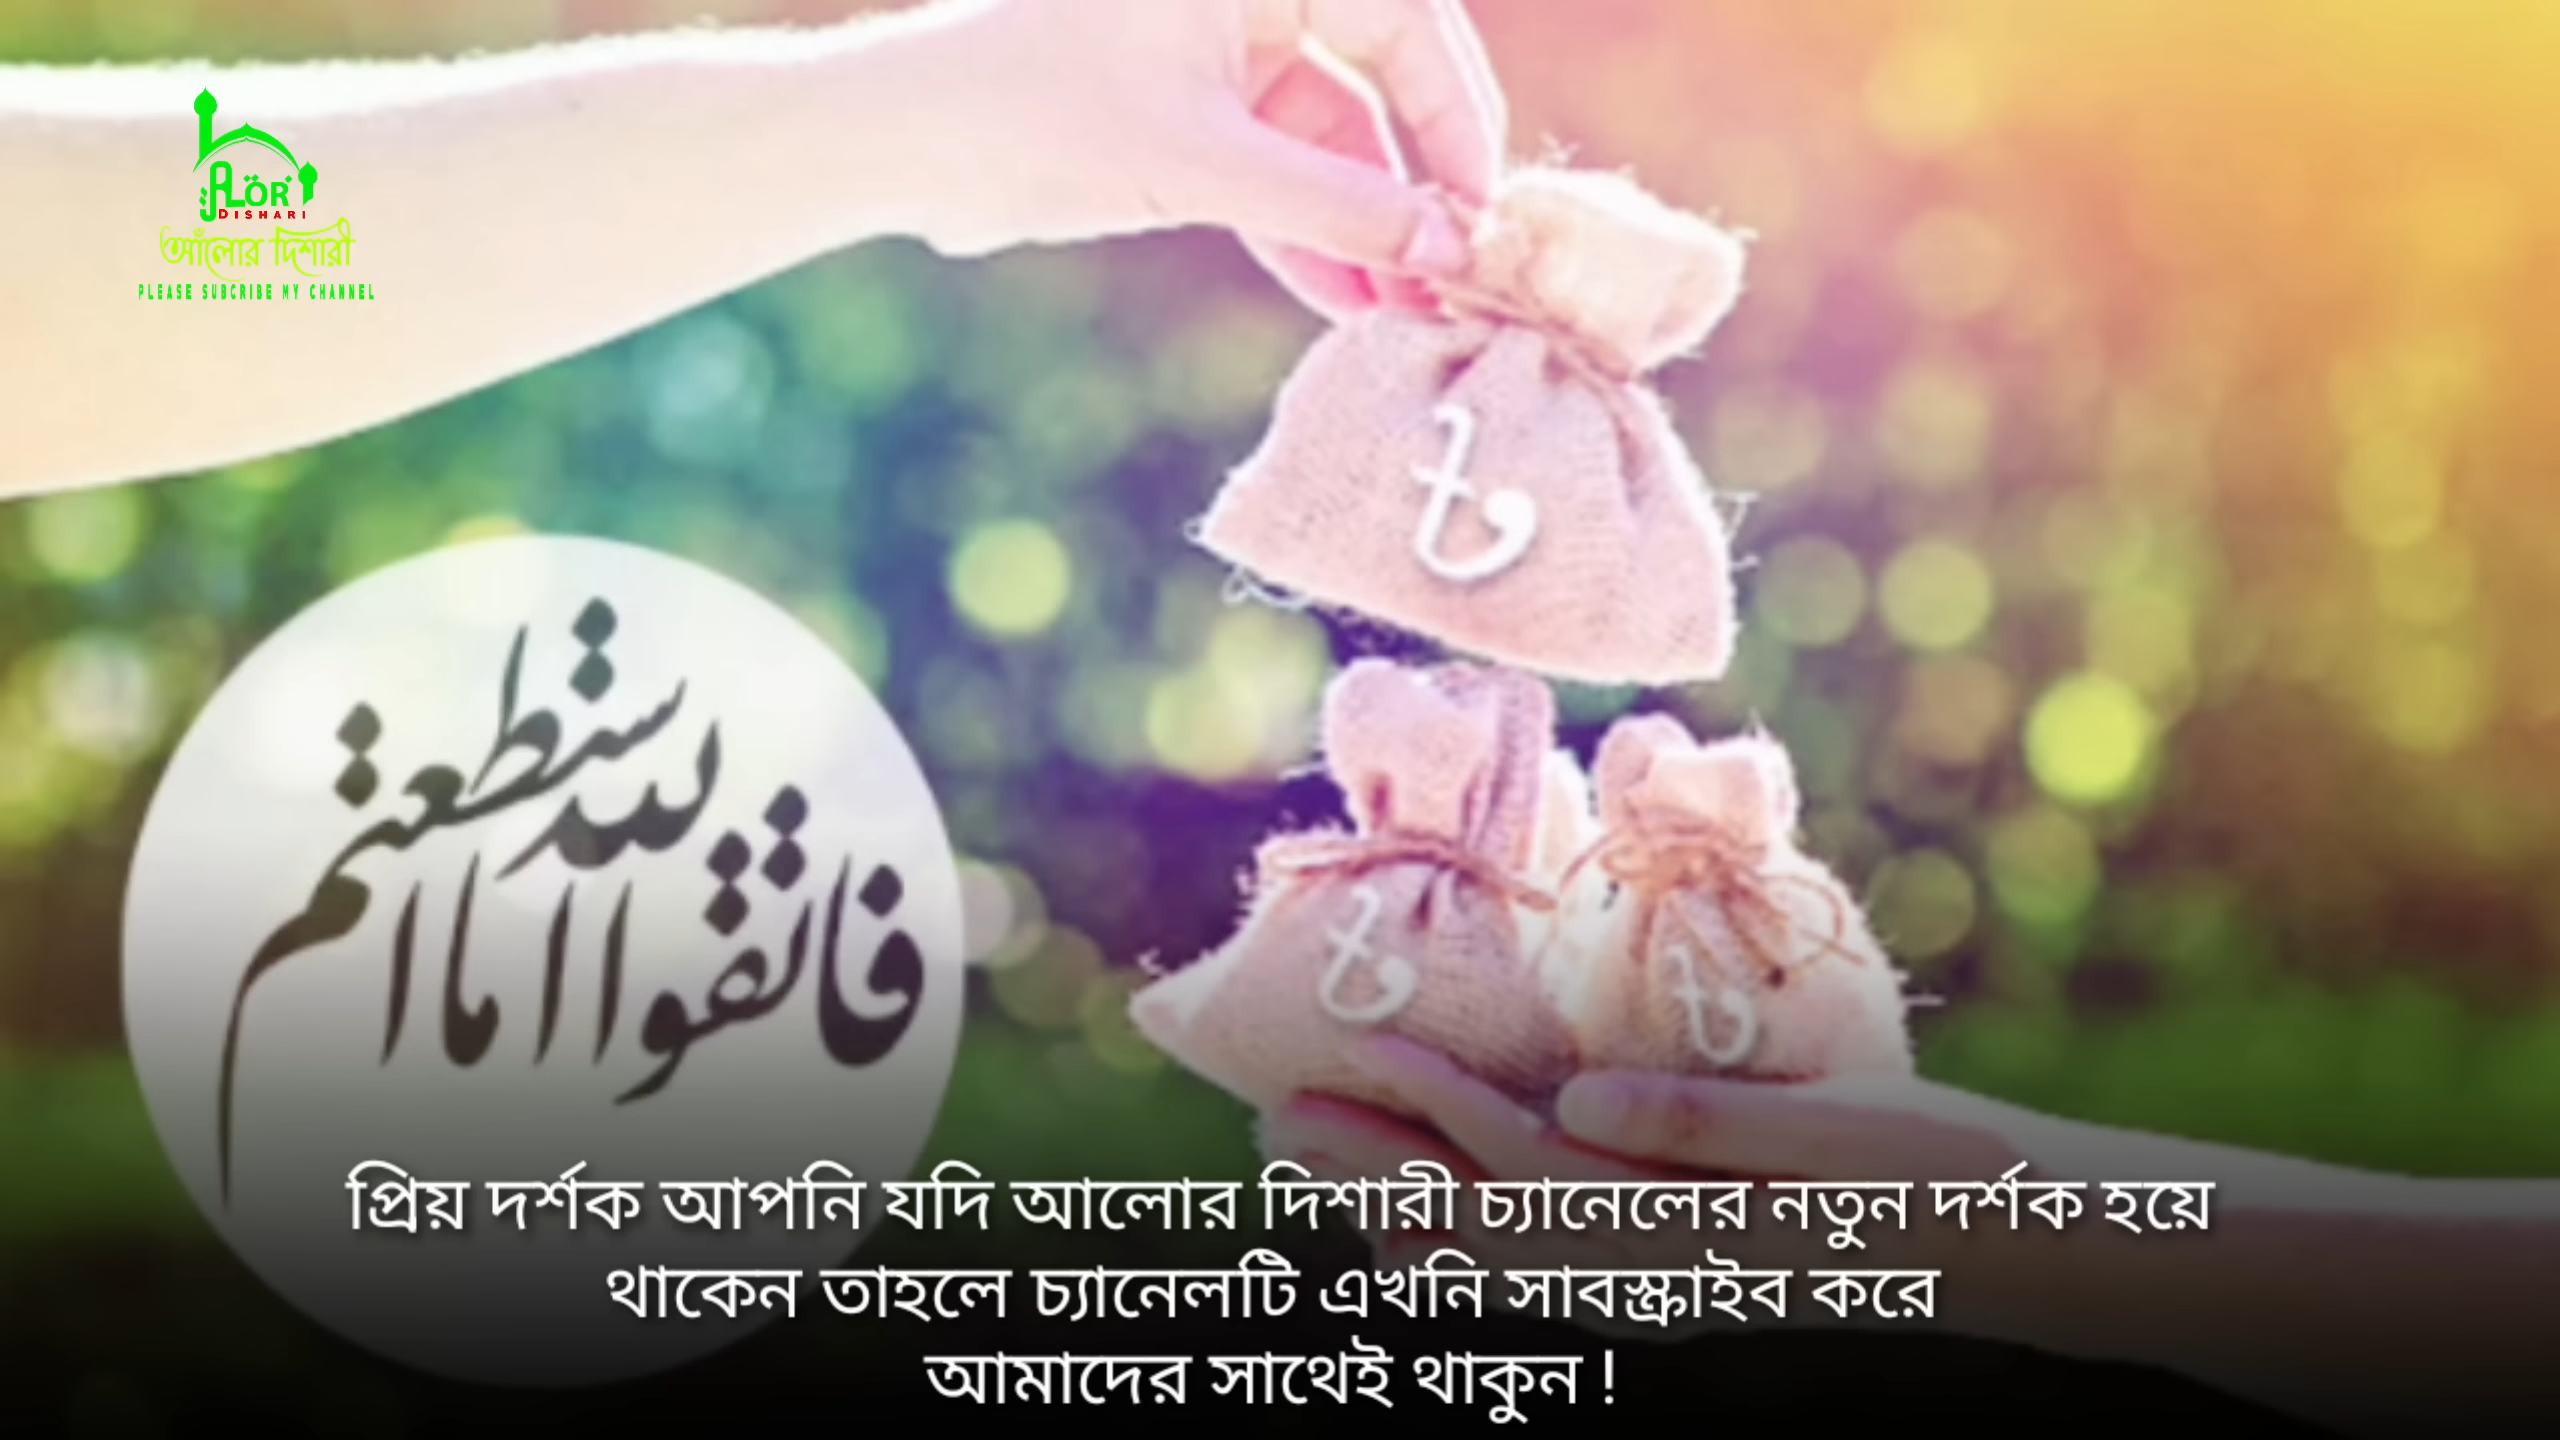 ALOR
DISHARI
আঁলোর দিশারী
PLEASE SUBCRIBE MY CHANNEL
৳
৳
৳
فاتقوا اللہ ما استطعتم
প্রিয় দর্শক আপনি যদি আলোর দিশারী চ্যানেলের নতুন দর্শক হয়ে
থাকেন তাহলে চ্যানেলটি এখনি সাবস্ক্রাইব করে
আমাদের সাথেই থাকুন !